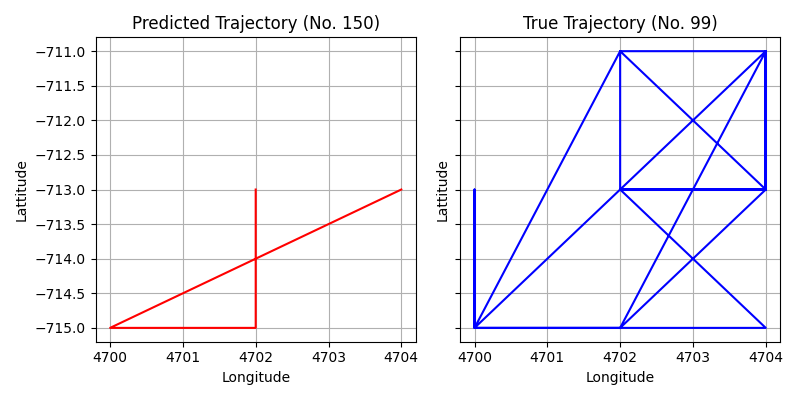 Predicted Trajectory (No. 150)
True Trajectory (No. 99)
−711.0
−711.5
−712.0
−712.5
−713.0
−713.5
−714.0
−714.5
−715.0
Lattitude
Lattitude
4700 4701 4702 4703 4704
4700 4701 4702 4703 4704
Longitude
Longitude